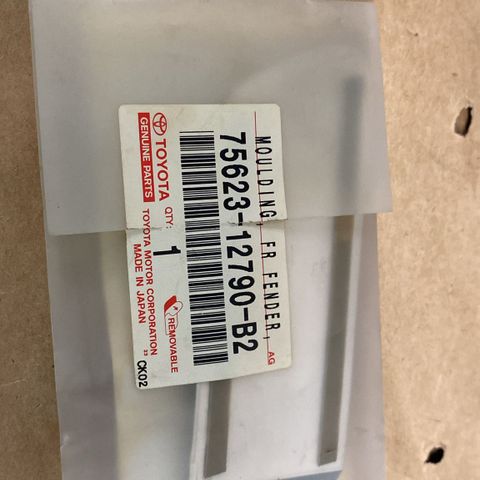 MOULDING, FR FENDER,
AG
75623-12790-B2
TOYOTA
GENUINE PARTS
QTY:
1
REMOVABLE
TOYOTA MOTOR CORPORATION
MADE IN JAPAN
23
CK02